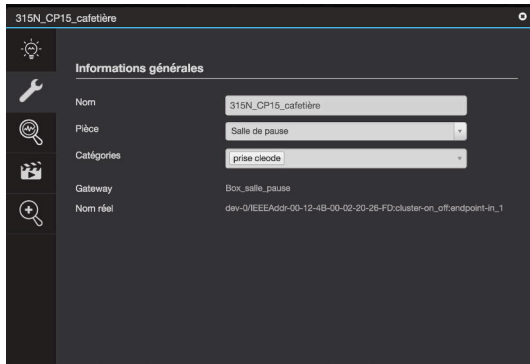 315N_CP15_cafetière
Informations générales
Nom 315N_CP15_cafetière
Pièce Salle de pause
Catégories prise cleode
Gateway Box_salle_pause
Nom réel dev-0/IEEEAddr-00-12-4B-00-02-20-26-FD:cluster-on_off:endpoint-in_1